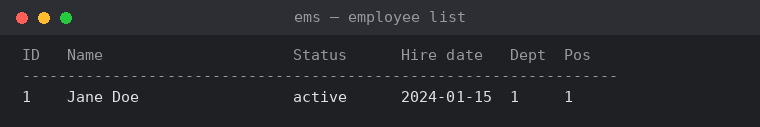 ems — employee list
ID Name Status Hire date Dept Pos
------------------------------------------------------------------
1 Jane Doe active 2024-01-15 1 1